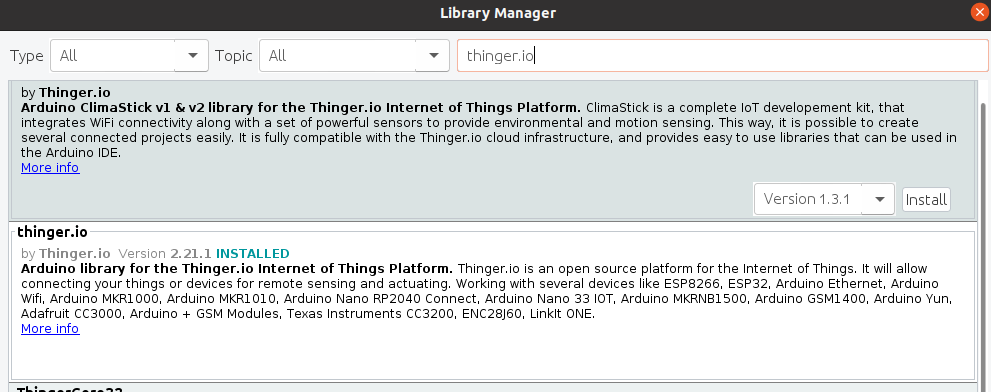 Library Manager
Type All Topic All thinger.io
by Thinger.io
Arduino ClimaStick v1 & v2 library for the Thinger.io Internet of Things Platform. ClimaStick is a complete IoT developement kit, that
integrates WiFi connectivity along with a set of powerful sensors to provide environmental and motion sensing. This way, it is possible to create
several connected projects easily. It is fully compatible with the Thinger.io cloud infrastructure, and provides easy to use libraries that can be used in
the Arduino IDE.
More info
Version 1.3.1 Install
thinger.io
by Thinger.io Version 2.21.1 INSTALLED
Arduino library for the Thinger.io Internet of Things Platform. Thinger.io is an open source platform for the Internet of Things. It will allow
connecting your things or devices for remote sensing and actuating. Working with several devices like ESP8266, ESP32, Arduino Ethernet, Arduino
Wifi, Arduino MKR1000, Arduino MKR1010, Arduino Nano RP2040 Connect, Arduino Nano 33 IOT, Arduino MKRNB1500, Arduino GSM1400, Arduino Yun,
Adafruit CC3000, Arduino + GSM Modules, Texas Instruments CC3200, ENC28J60, LinkIt ONE.
More info
ThingerCore32